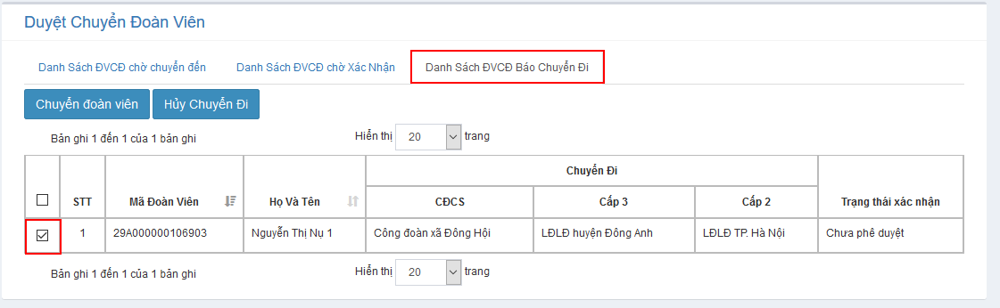 Duyệt Chuyển Đoàn Viên
Danh Sách ĐVCĐ chờ chuyển đến Danh Sách ĐVCĐ chờ Xác Nhận Danh Sách ĐVCĐ Báo Chuyển Đi
Chuyển đoàn viên Hủy Chuyển Đi
Bản ghi 1 đến 1 của 1 bản ghi Hiển thị 20 trang
Chuyển Đi
STT Mã Đoàn Viên Họ Và Tên CĐCS Cấp 3 Cấp 2 Trạng thái xác nhận
1 29A000000106903 Nguyễn Thị Nụ 1 Công đoàn xã Đông Hội LĐLĐ huyện Đông Anh LĐLĐ TP. Hà Nội Chưa phê duyệt
Bản ghi 1 đến 1 của 1 bản ghi Hiển thị 20 trang